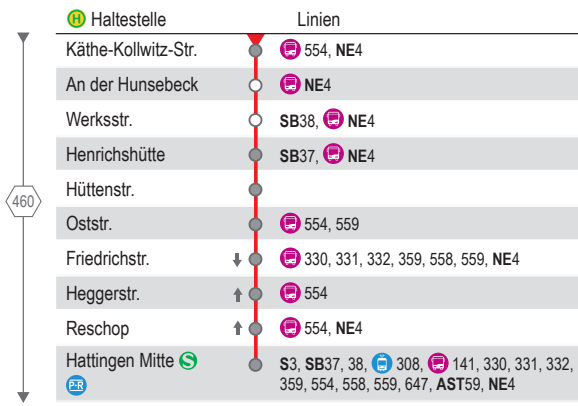 H Haltestelle Linien
Käthe-Kollwitz-Str. 554, NE4
An der Hunsebeck NE4
Werksstr. SB38, NE4
Henrichshütte SB37, NE4
Hüttenstr.
460
Oststr. 554, 559
Friedrichstr. 330, 331, 332, 359, 558, 559, NE4
Heggerstr. 554
Reschop 554, NE4
Hattingen Mitte S S3, SB37, 38, 308, 141, 330, 331, 332,
P+R 359, 554, 558, 559, 647, AST59, NE4